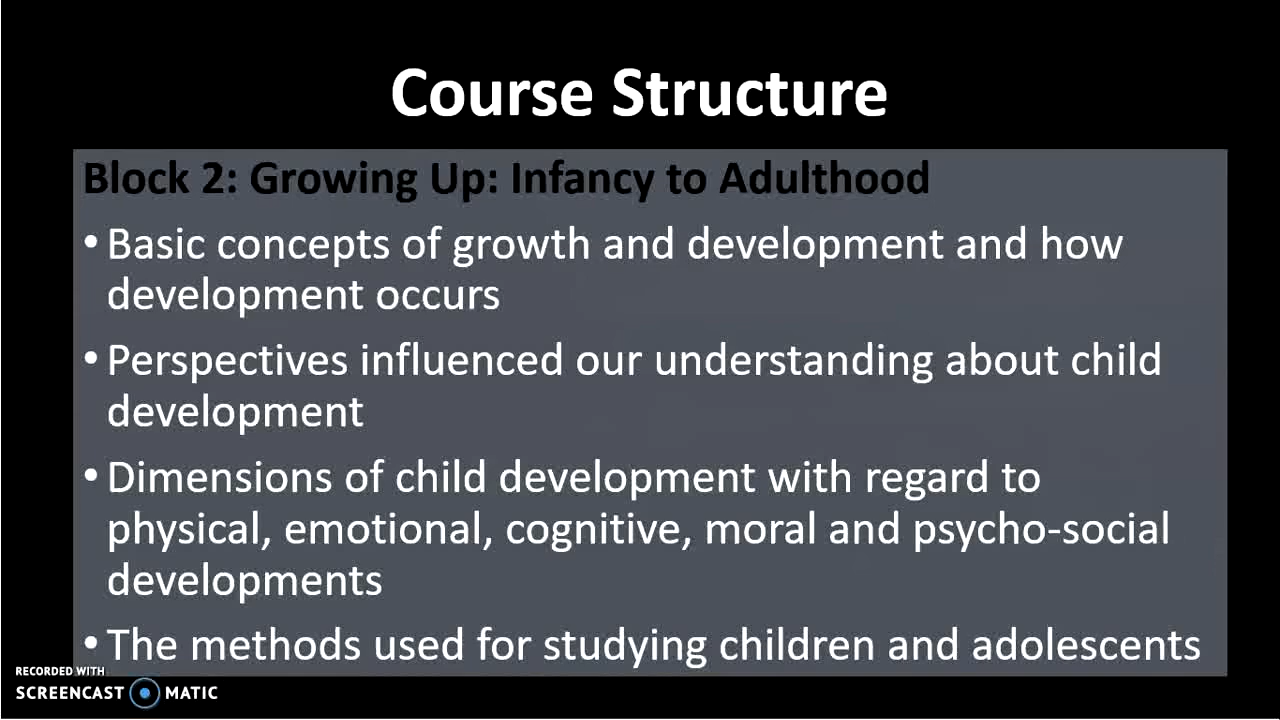 Course Structure
Block 2: Growing Up: Infancy to Adulthood
• Basic concepts of growth and development and how
development occurs
• Perspectives influenced our understanding about child
development
• Dimensions of child development with regard to
physical, emotional, cognitive, moral and psycho-social
developments
• The methods used for studying children and adolescents
RECORDED WITH
SCREENCAST MATIC